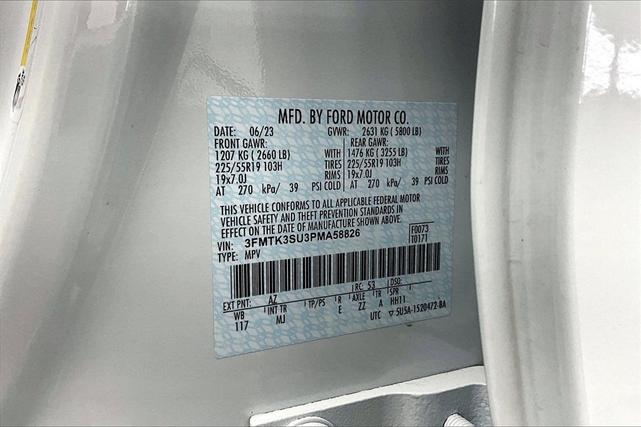 MFD. BY FORD MOTOR CO.
DATE: 06/23 GVWR: 2631 KG ( 5800 LB)
FRONT GAWR: REAR GAWR:
1207 KG ( 2660 LB) WITH 1476 KG ( 3255 LB) WITH
225/55R19 103H TIRES 225/55R19 103H TIRES
19x7.0J RIMS 19x7.0J RIMS
AT 270 kPa/ 39 PSI COLD AT 270 kPa/ 39 PSI COLD
THIS VEHICLE CONFORMS TO ALL APPLICABLE FEDERAL MOTOR
VEHICLE SAFETY AND THEFT PREVENTION STANDARDS IN
EFFECT ON THE DATE OF MANUFACTURE SHOWN ABOVE.
VIN: 3FMTK3SU3PMA58826 F0073
TYPE: MPV T0171
EXT PNT: AZ RC: 53 DSO:
WB INT TR TP/PS R AXLE TR SPR
117 MJ E ZZ A HH11
UTC ▽ 5U5A-1520472-BA